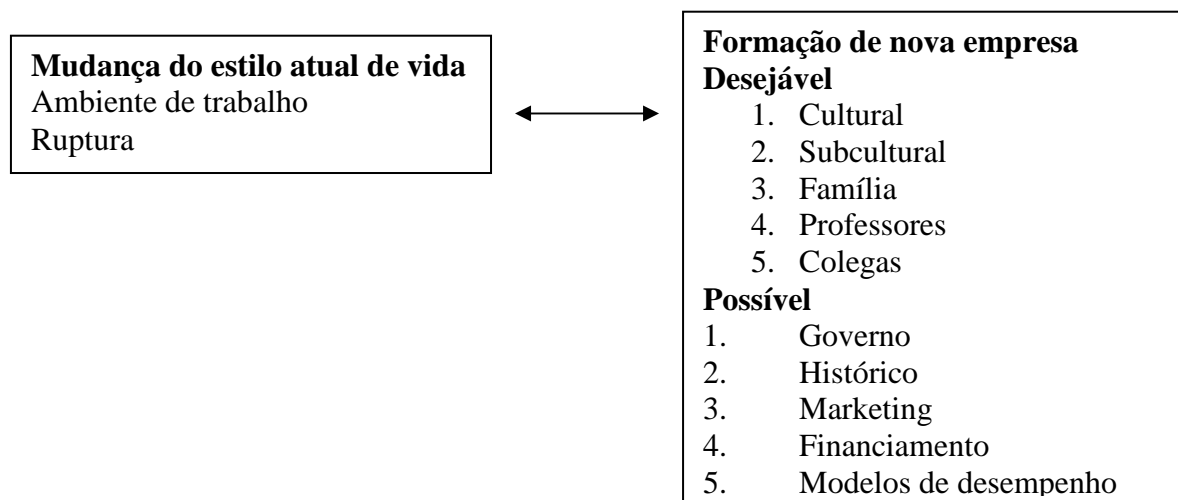 Mudança do estilo atual de vida
Ambiente de trabalho
Ruptura
Formação de nova empresa
Desejável
1. Cultural
2. Subcultural
3. Família
4. Professores
5. Colegas
Possível
1. Governo
2. Histórico
3. Marketing
4. Financiamento
5. Modelos de desempenho